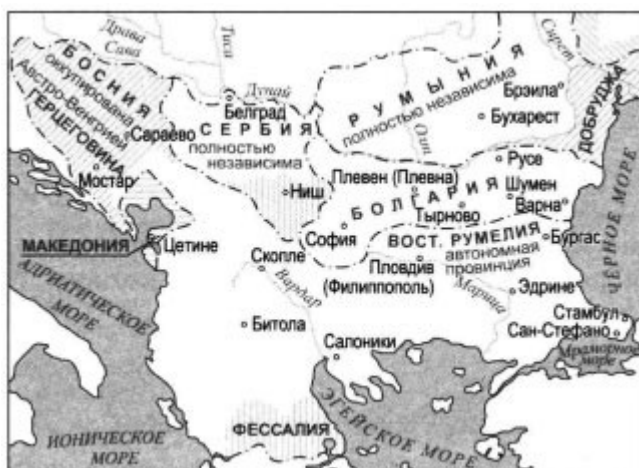 Драва
Сава
Тиса
Сирет
БОСНИЯ
оккупирована
Австро-Венгрией
ГЕРЦЕГОВИНА
Сараево
Мостар
Дунай
Белград
СЕРБИЯ
полностью
независима
Ниш
РУМЫНИЯ
полностью независима
Брэила
Бухарест
Олт
ДОБРУДЖА
Русе
Плевен (Плевна)
Шумен
БОЛГАРИЯ
Тырново
Варна
София
ВОСТ. РУМЕЛИЯ
автономная
провинция
Бургас
Пловдив
(Филиппополь)
Марица
Эдрине
Стамбул
Сан-Стефано
Мраморное
море
ЧЁРНОЕ МОРЕ
МАКЕДОНИЯ
Цетине
Скопле
Вардар
Битола
Салоники
АДРИАТИЧЕСКОЕ
МОРЕ
ИОНИЧЕСКОЕ
МОРЕ
ФЕССАЛИЯ
ЭГЕЙСКОЕ МОРЕ